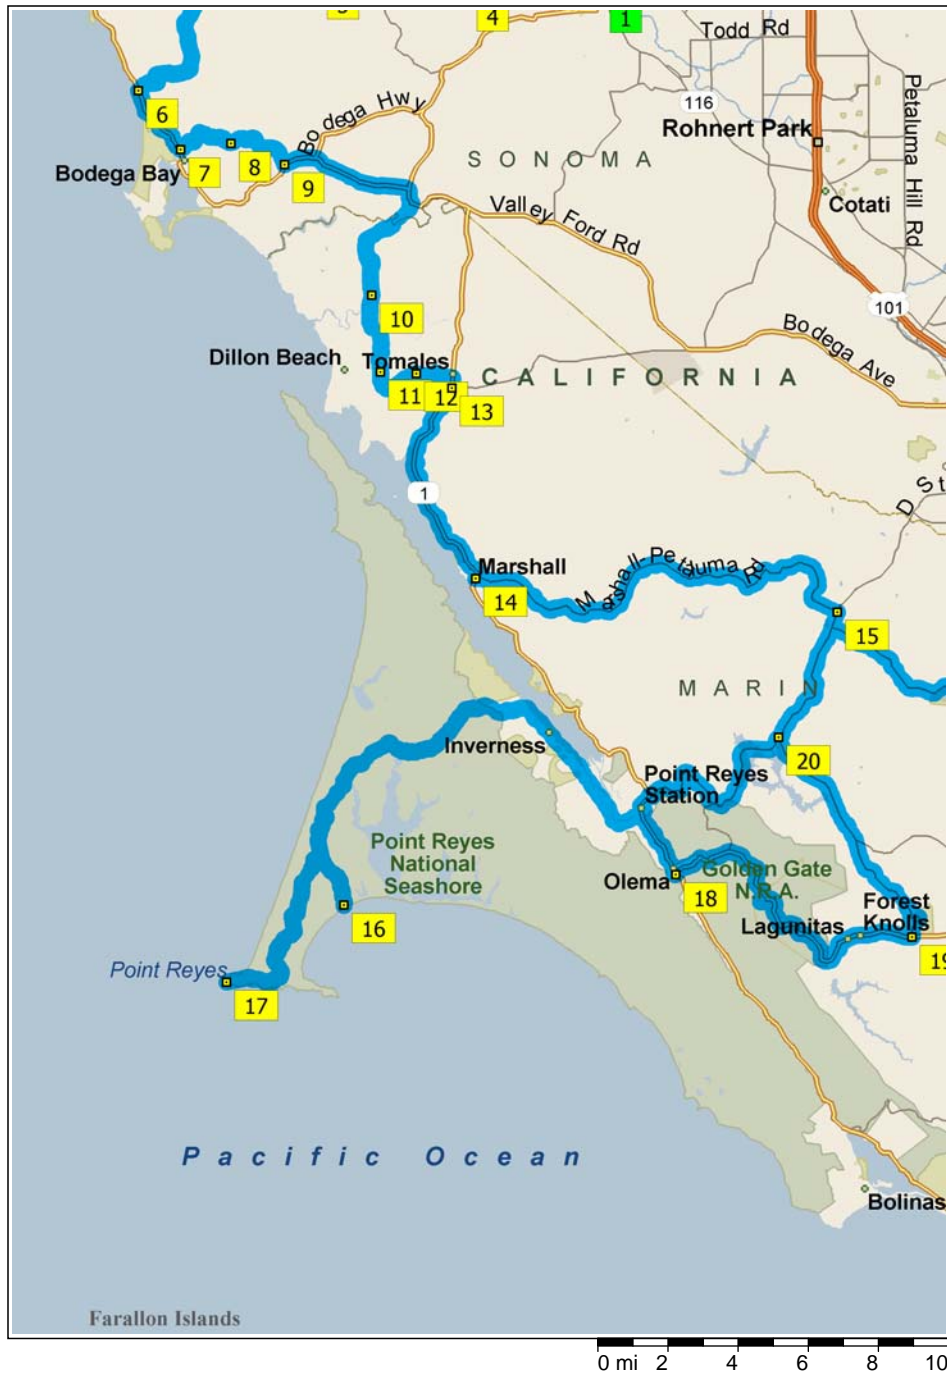 4
1
Todd Rd
116
Petaluma Hill Rd
Rohnert Park
6
Bodega Hwy
SONOMA
Bodega Bay
7
8
9
Cotati
Valley Ford Rd
101
10
Dillon Beach
Tomales
Bodega Ave
CALIFORNIA
11
12
13
1
D St
Marshall
Marshall-Petaluma Rd
14
15
MARIN
Inverness
20
Point Reyes
Station
Point Reyes
National
Seashore
Olema
18
Golden Gate
N.R.A.
Forest
Knolls
Lagunitas
16
19
Point Reyes
17
Pacific Ocean
Bolinas
Farallon Islands
0 mi 2 4 6 8 10